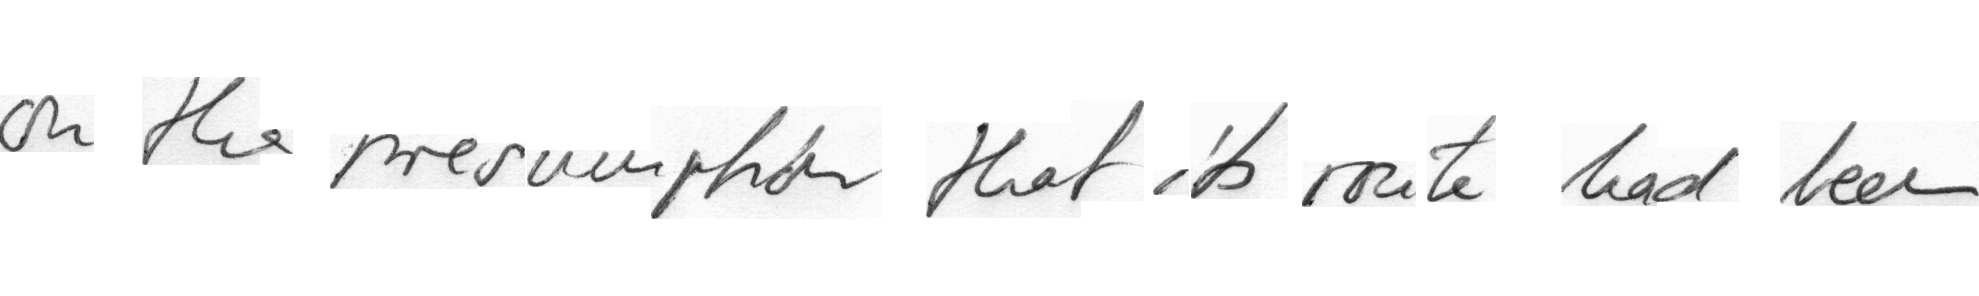 on the presumption that its route had been